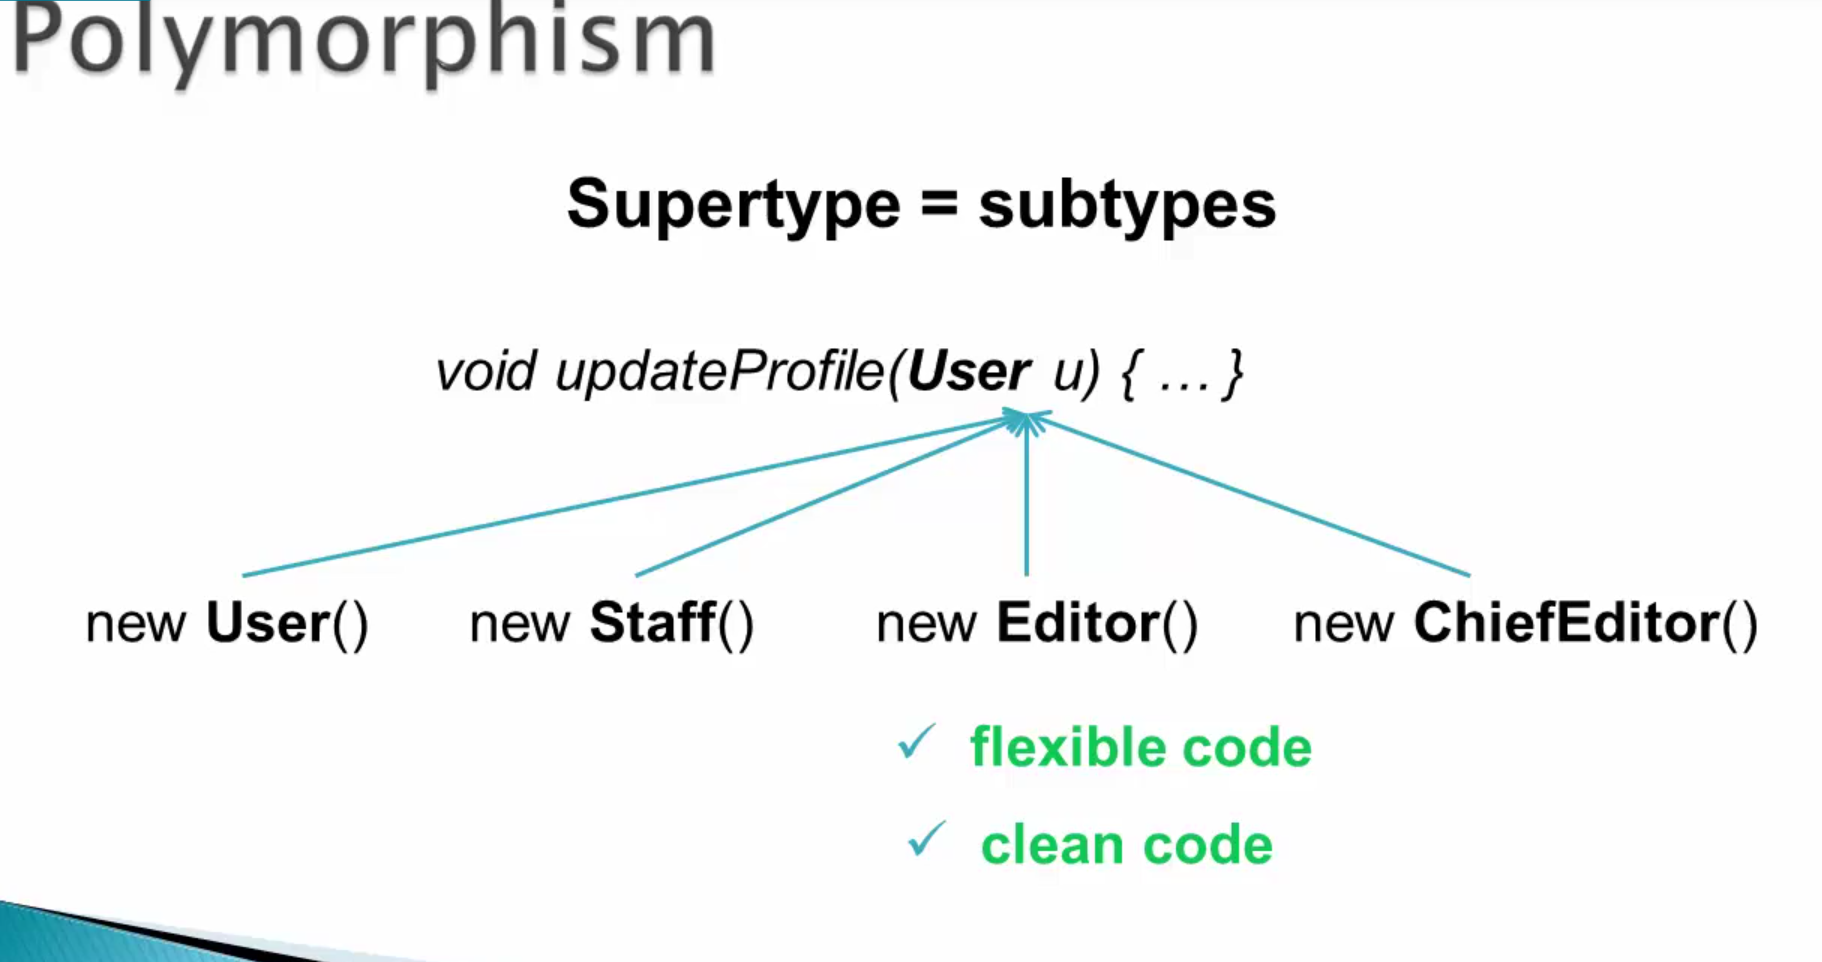 Polymorphism
Supertype = subtypes
void updateProfile(User u) { … }
new User() new Staff() new Editor() new ChiefEditor()
✓ flexible code
✓ clean code